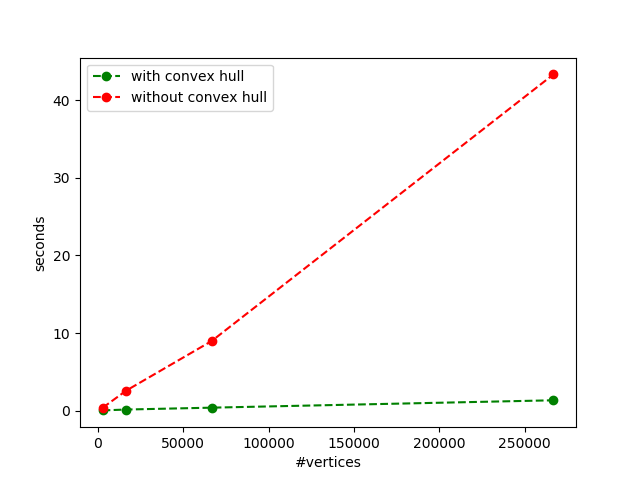 with convex hull
without convex hull
40
30
20
10
0
seconds
0 50000 100000 150000 200000 250000
#vertices